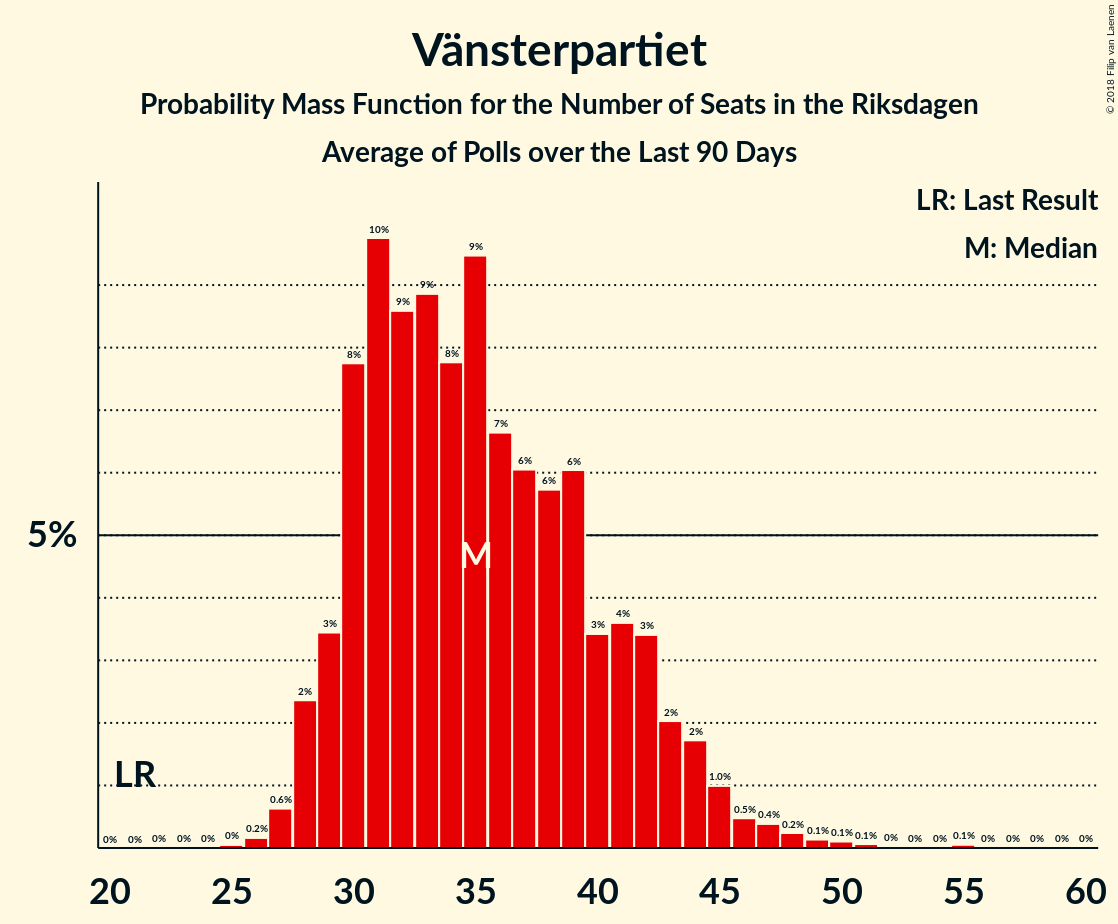 Vänsterpartiet
Probability Mass Function for the Number of Seats in the Riksdagen
Average of Polls over the Last 90 Days
© 2018 Filip van Laenen
LR: Last Result
M: Median
5%
LR
M
0% 0% 0% 0% 0% 0% 0.2% 0.6% 2% 3% 8% 10% 9% 9% 8% 9% 7% 6% 6% 6% 3% 4% 3% 2% 2% 1.0% 0.5% 0.4% 0.2% 0.1% 0.1% 0.1% 0% 0% 0% 0.1% 0% 0% 0% 0% 0%
20 25 30 35 40 45 50 55 60